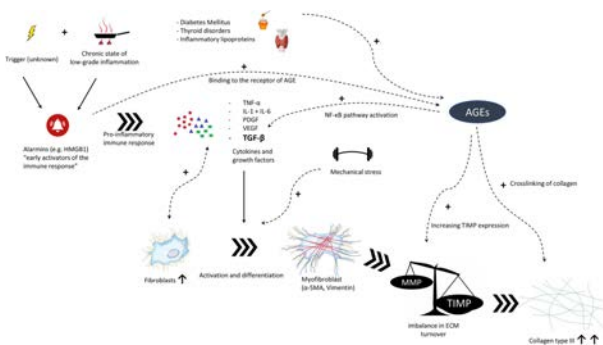 - Diabetes Mellitus
- Thyroid disorders
- Inflammatory lipoproteins
+
Trigger (unknown)
Chronic state of
low-grade inflammation
+
+
Binding to the receptor of AGE
Alarmins (e.g. HMGB1)
"early activators of the
immune response"
Pro-inflammatory
immune response
- TNF-α
- IL-1 + IL-6
- PDGF
- VEGF
- TGF-β
Cytokines and
growth factors
+
NF-κB pathway activation
AGEs
Mechanical stress
+
+
+
Crosslinking of collagen
+
Increasing TIMP expression
Fibroblasts
Activation and differentiation
Myofibroblast
(α-SMA, Vimentin)
MMP
TIMP
Imbalance in ECM
turnover
Collagen type III